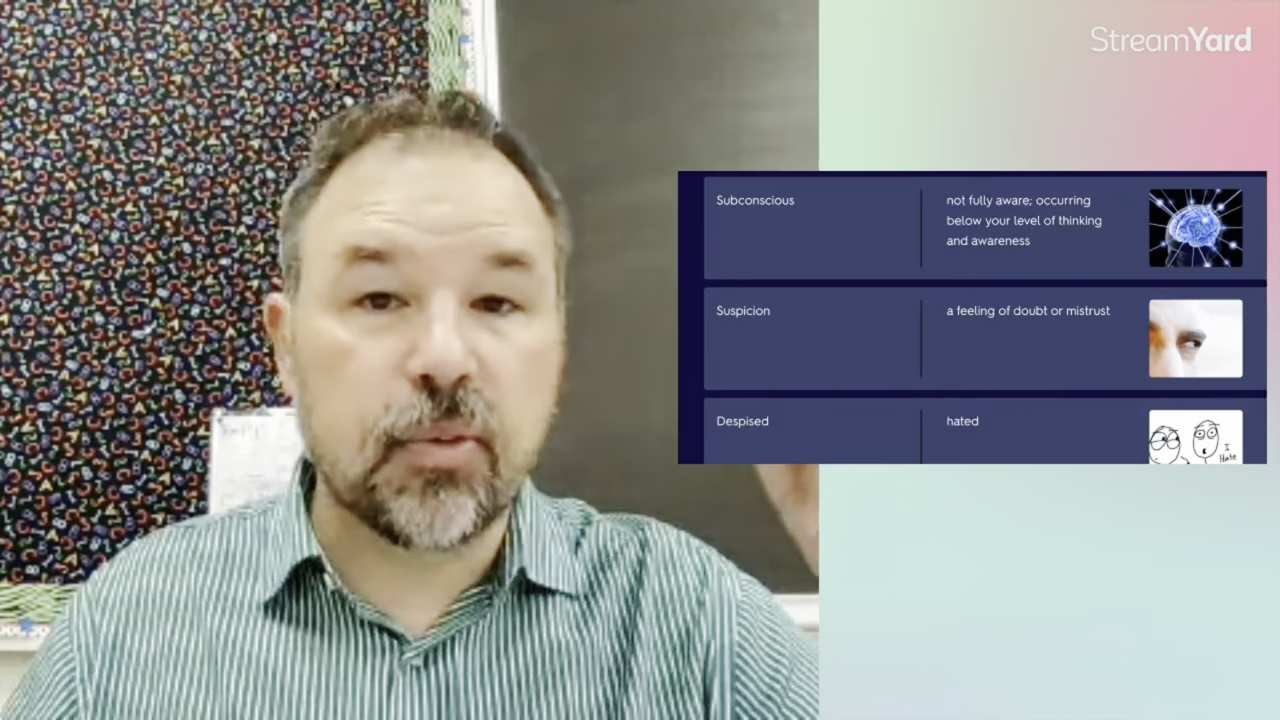 StreamYard
Subconscious
not fully aware; occurring
below your level of thinking
and awareness
Suspicion
a feeling of doubt or mistrust
Despised
hated
I
Hate